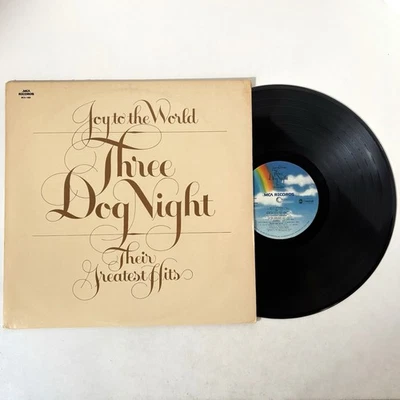 MCA RECORDS
Joy to the World
Three
Dog Night
Their
Greatest Hits
MCA RECORDS